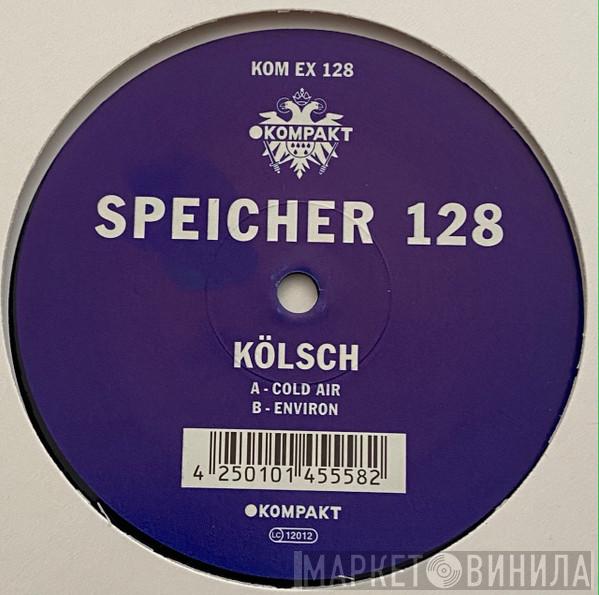 KOM EX 128
KOMPAKT
SPEICHER 128
KÖLSCH
A - COLD AIR
B - ENVIRON
4 250101 455582
KOMPAKT
LC 12012
МАРКЕТ ВИНИЛА